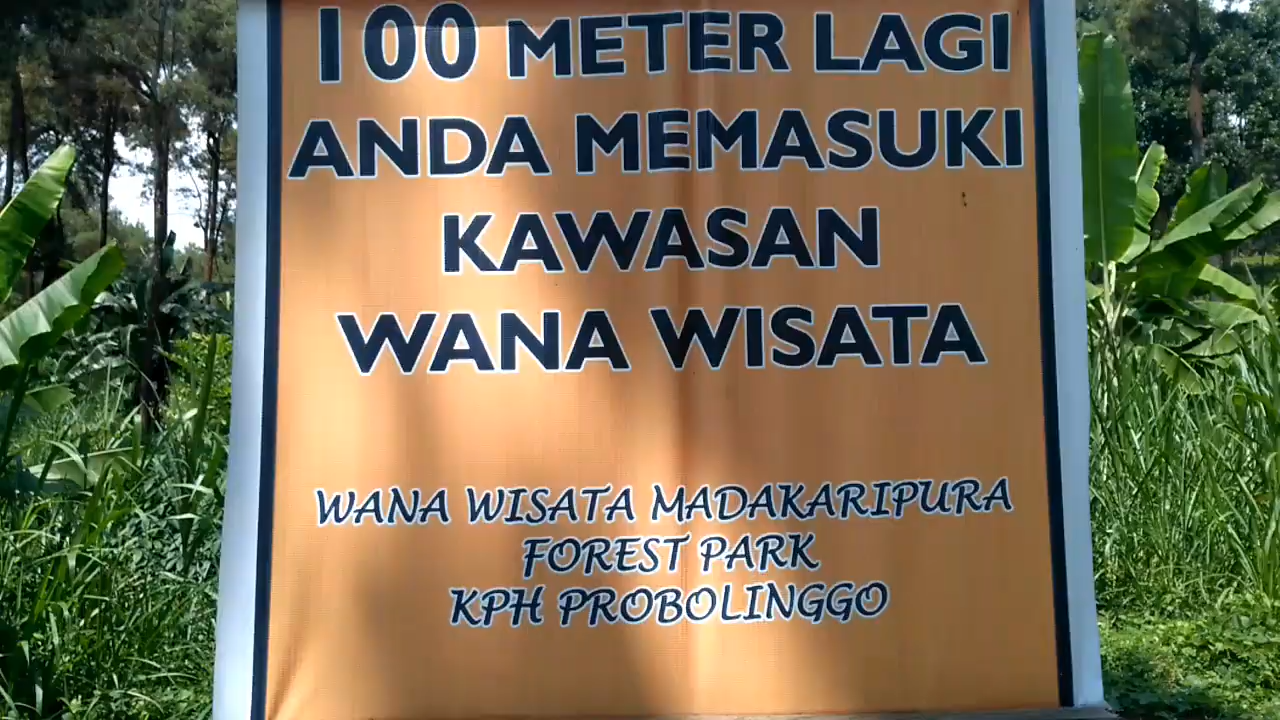 100 METER LAGI
ANDA MEMASUKI
KAWASAN
WANA WISATA
WANA WISATA MADAKARIPURA
FOREST PARK
KPH PROBOLINGGO